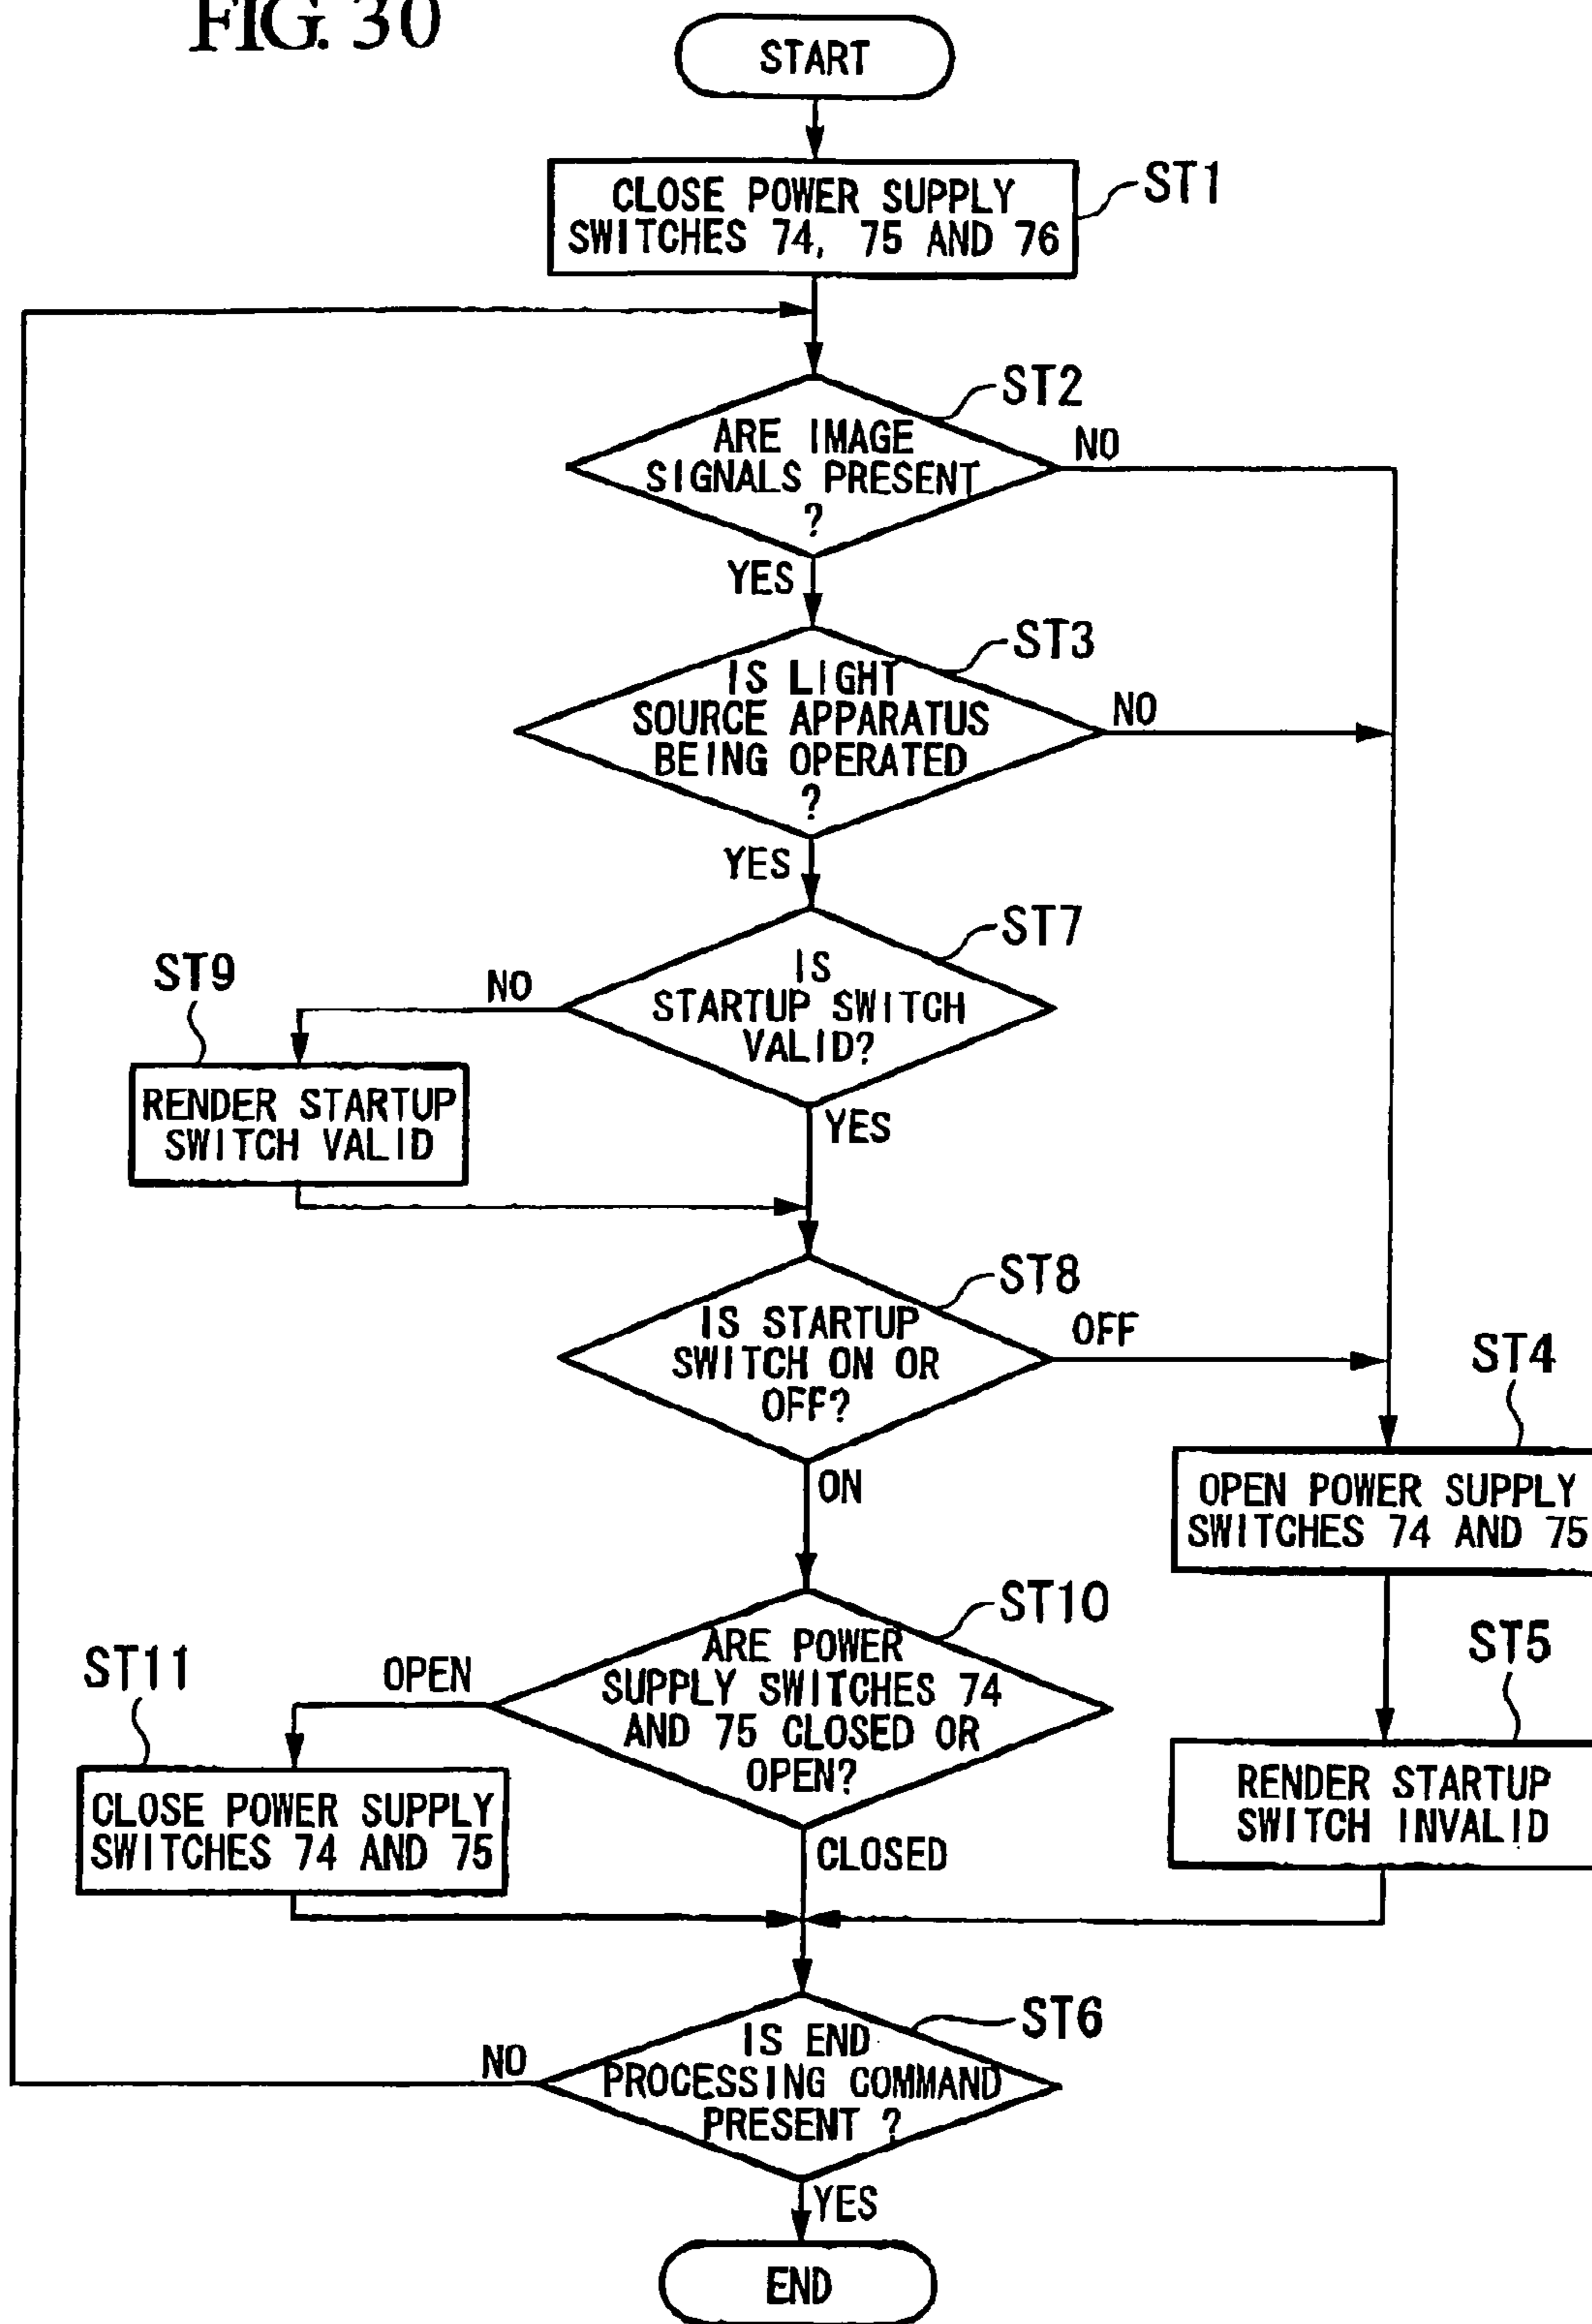 FIG. 30
START
CLOSE POWER SUPPLY
SWITCHES 74, 75 AND 76
ST1
ST2
ARE IMAGE
SIGNALS PRESENT
?
NO
YES
ST3
IS LIGHT
SOURCE APPARATUS
BEING OPERATED
?
NO
YES
ST7
IS
STARTUP SWITCH
VALID?
NO
YES
ST9
RENDER STARTUP
SWITCH VALID
ST8
IS STARTUP
SWITCH ON OR
OFF?
OFF
ON
ST4
OPEN POWER SUPPLY
SWITCHES 74 AND 75
ST10
ARE POWER
SUPPLY SWITCHES 74
AND 75 CLOSED OR
OPEN?
OPEN
CLOSED
ST11
CLOSE POWER SUPPLY
SWITCHES 74 AND 75
ST5
RENDER STARTUP
SWITCH INVALID
ST6
IS END
PROCESSING COMMAND
PRESENT ?
NO
YES
END